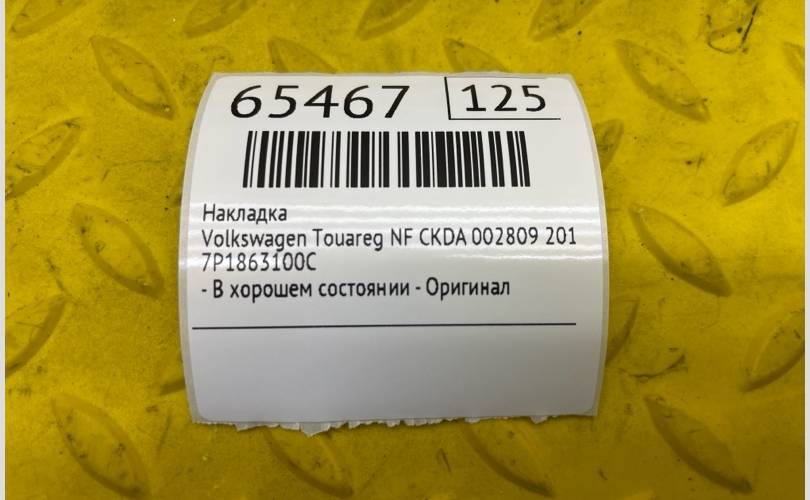 65467 125
Накладка
Volkswagen Touareg NF CKDA 002809 201
7P1863100C
- В хорошем состоянии - Оригинал